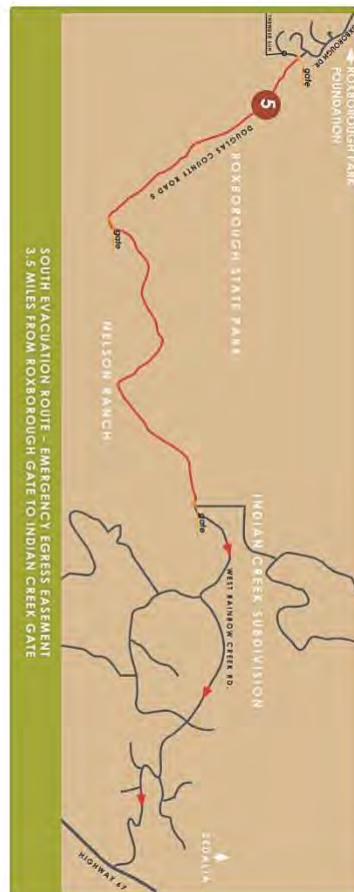 ROXBOROUGH PARK
FOUNDATION
ROXBOROUGH DR
gate
5
DOUGLAS COUNTY ROAD 5
ROXBOROUGH STATE PARK
gate
NELSON RANCH
gate
INDIAN CREEK SUBDIVISION
WEST RAINBOW CREEK RD.
SEDALIA
HIGHWAY 67
SOUTH EVACUATION ROUTE – EMERGENCY EGRESS EASEMENT
3.5 MILES FROM ROXBOROUGH GATE TO INDIAN CREEK GATE